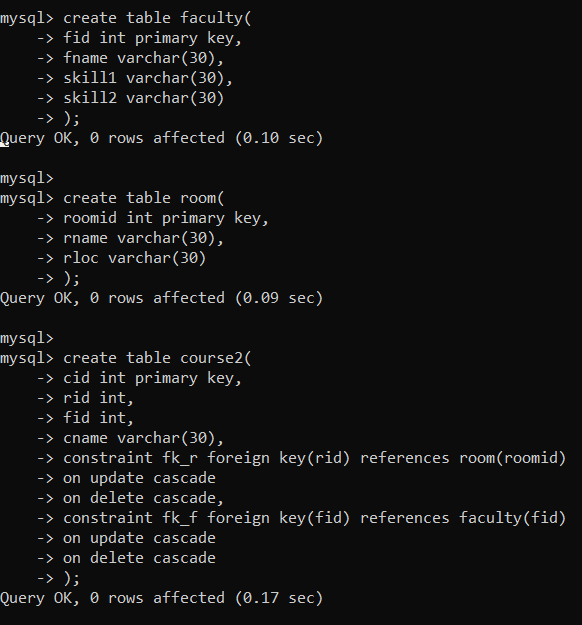 mysql> create table faculty(
    -> fid int primary key,
    -> fname varchar(30),
    -> skill1 varchar(30),
    -> skill2 varchar(30)
    -> );
Query OK, 0 rows affected (0.10 sec)

mysql>
mysql> create table room(
    -> roomid int primary key,
    -> rname varchar(30),
    -> rloc varchar(30)
    -> );
Query OK, 0 rows affected (0.09 sec)

mysql>
mysql> create table course2(
    -> cid int primary key,
    -> rid int,
    -> fid int,
    -> cname varchar(30),
    -> constraint fk_r foreign key(rid) references room(roomid)
    -> on update cascade
    -> on delete cascade,
    -> constraint fk_f foreign key(fid) references faculty(fid)
    -> on update cascade
    -> on delete cascade
    -> );
Query OK, 0 rows affected (0.17 sec)